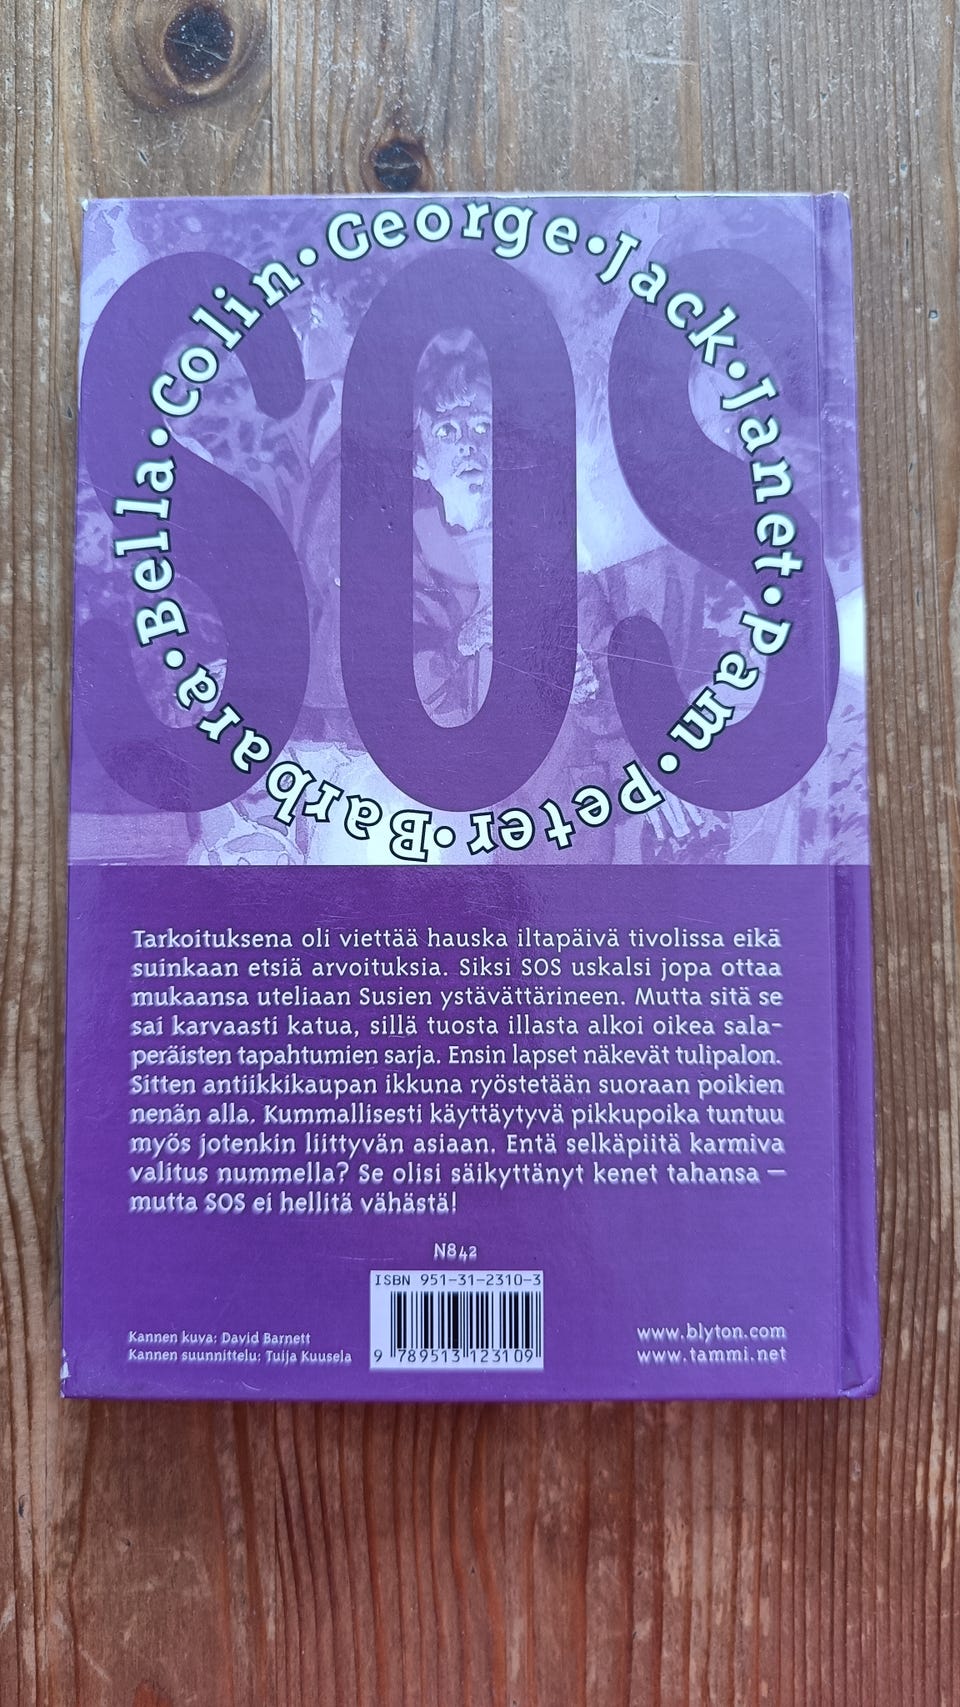 SOS
Barbara • Bella • Colin • George • Jack • Janet • Pam • Peter •
Tarkoituksena oli viettää hauska iltapäivä tivolissa eikä
suinkaan etsiä arvoituksia. Siksi SOS uskalsi jopa ottaa
mukaansa uteliaan Susien ystävättärineen. Mutta sitä se
sai karvaasti katua, sillä tuosta illasta alkoi oikea sala-
peräisten tapahtumien sarja. Ensin lapset näkevät tulipalon.
Sitten antiikkikaupan ikkuna ryöstetään suoraan poikien
nenän alla. Kummallisesti käyttäytyvä pikkupoika tuntuu
myös jotenkin liittyvän asiaan. Entä selkäpiitä karmiva
valitus nummella? Se olisi säikyttänyt kenet tahansa –
mutta SOS ei hellitä vähästä!
N842
ISBN 951-31-2310-3
9 789513 123109
Kannen kuva: David Barnett
Kannen suunnittelu: Tuija Kuusela
www.blyton.com
www.tammi.net